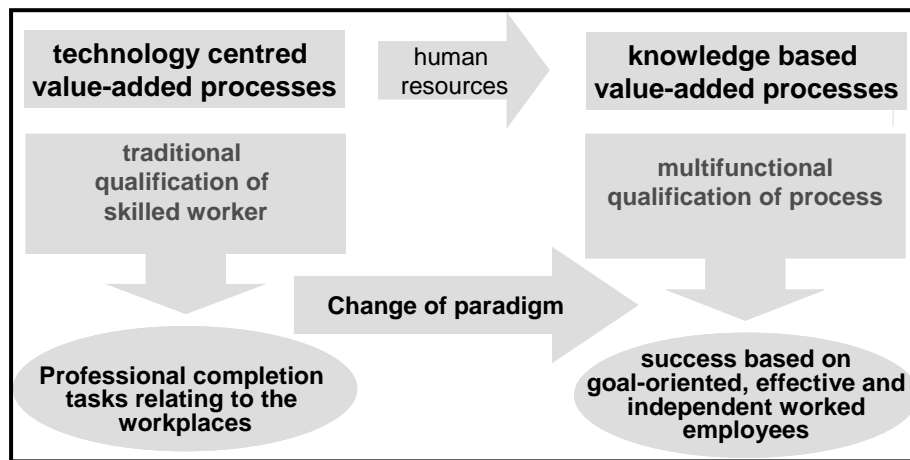 technology centred
value-added processes
human
resources
knowledge based
value-added processes
traditional
qualification of
skilled worker
multifunctional
qualification of process
Change of paradigm
Professional completion
tasks relating to the
workplaces
success based on
goal-oriented, effective and
independent worked
employees